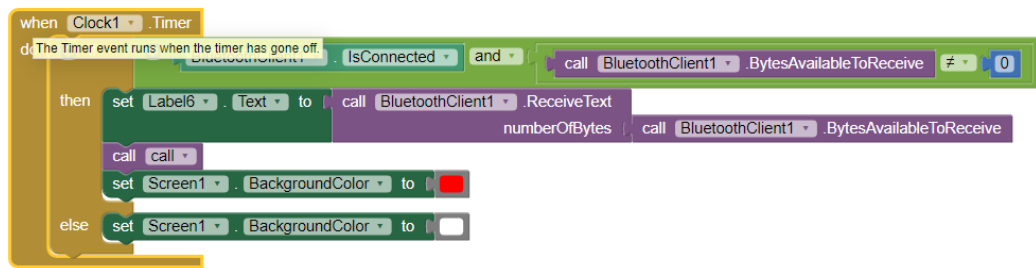 when Clock1 .Timer
do The Timer event runs when the timer has gone off.
BluetoothClient1 . IsConnected and call BluetoothClient1 .BytesAvailableToReceive ≠ 0
then set Label6 . Text to call BluetoothClient1 .ReceiveText
numberOfBytes call BluetoothClient1 .BytesAvailableToReceive
call call
set Screen1 . BackgroundColor to
else set Screen1 . BackgroundColor to